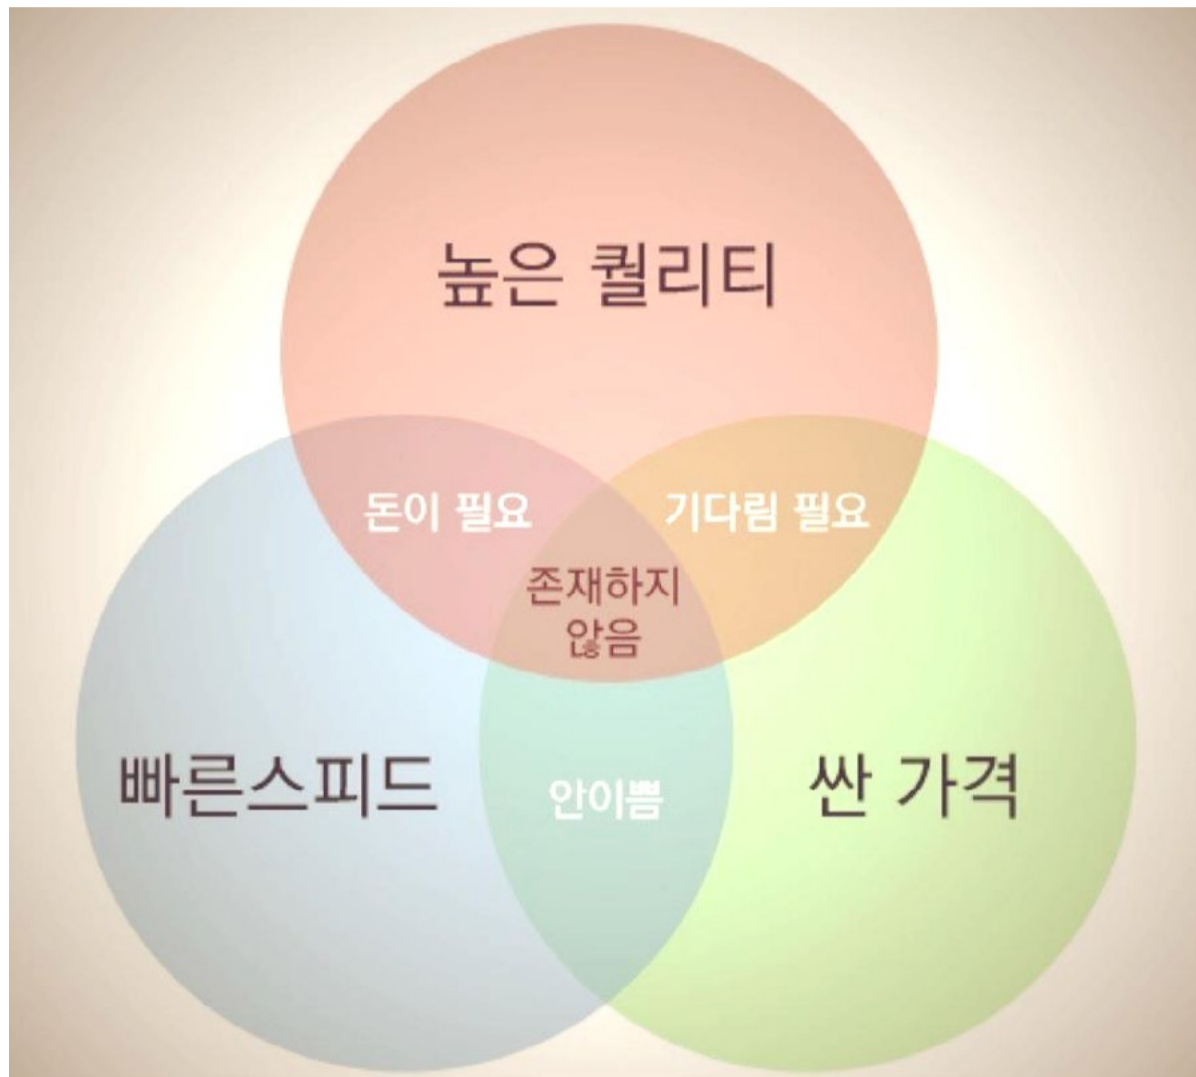 높은 퀄리티
돈이 필요
기다림 필요
존재하지
않음
빠른스피드
안이쁨
싼 가격